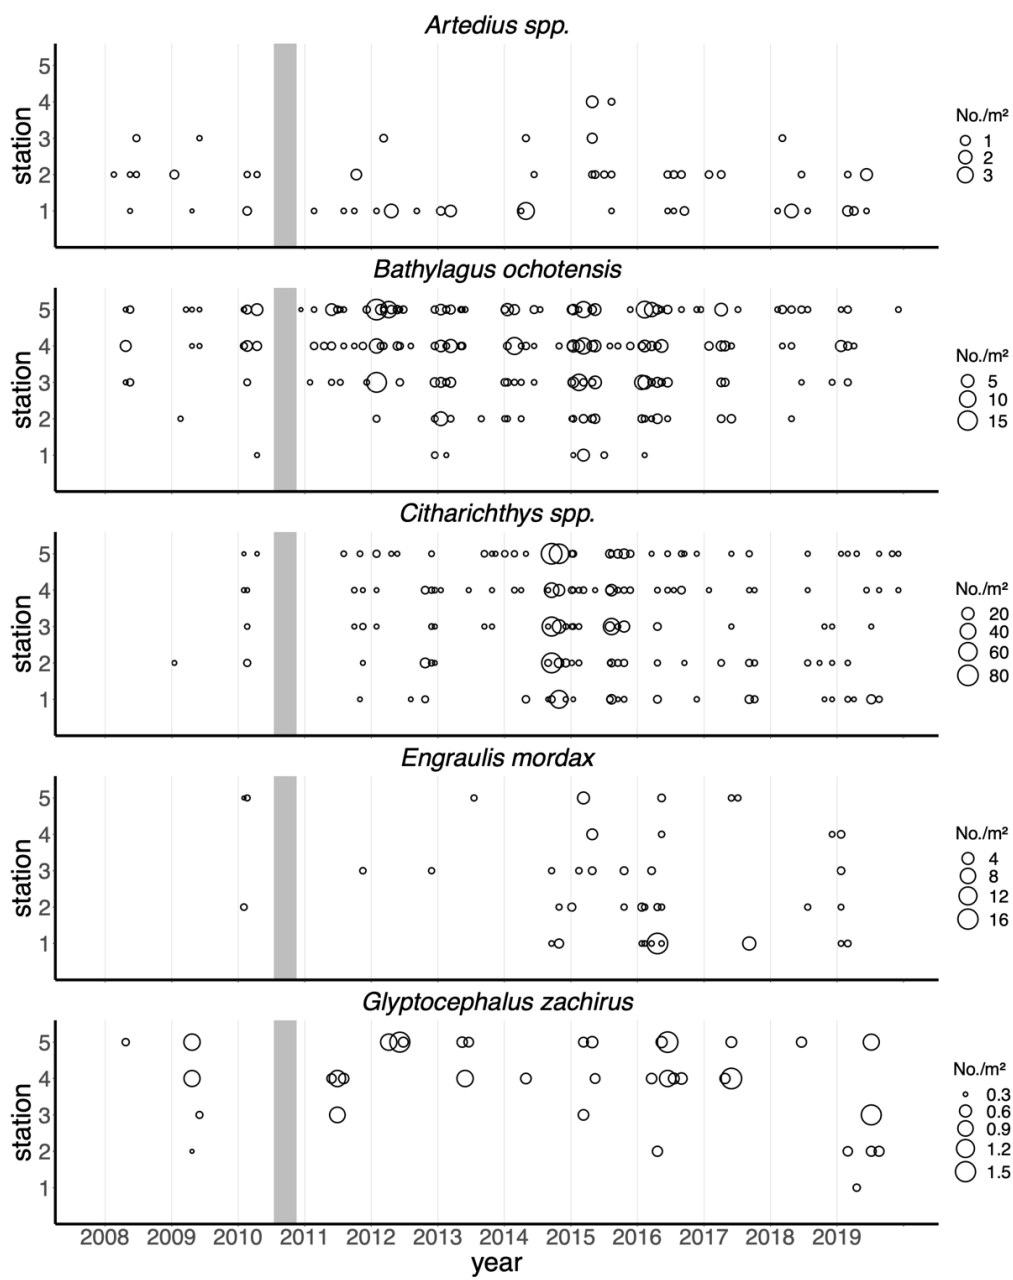 Artedius spp.
station
5
4
3
2
1
No./m²
1
2
3
Bathylagus ochotensis
station
5
4
3
2
1
No./m²
5
10
15
Citharichthys spp.
station
5
4
3
2
1
No./m²
20
40
60
80
Engraulis mordax
station
5
4
3
2
1
No./m²
4
8
12
16
Glyptocephalus zachirus
station
5
4
3
2
1
No./m²
0.3
0.6
0.9
1.2
1.5
2008 2009 2010 2011 2012 2013 2014 2015 2016 2017 2018 2019
year